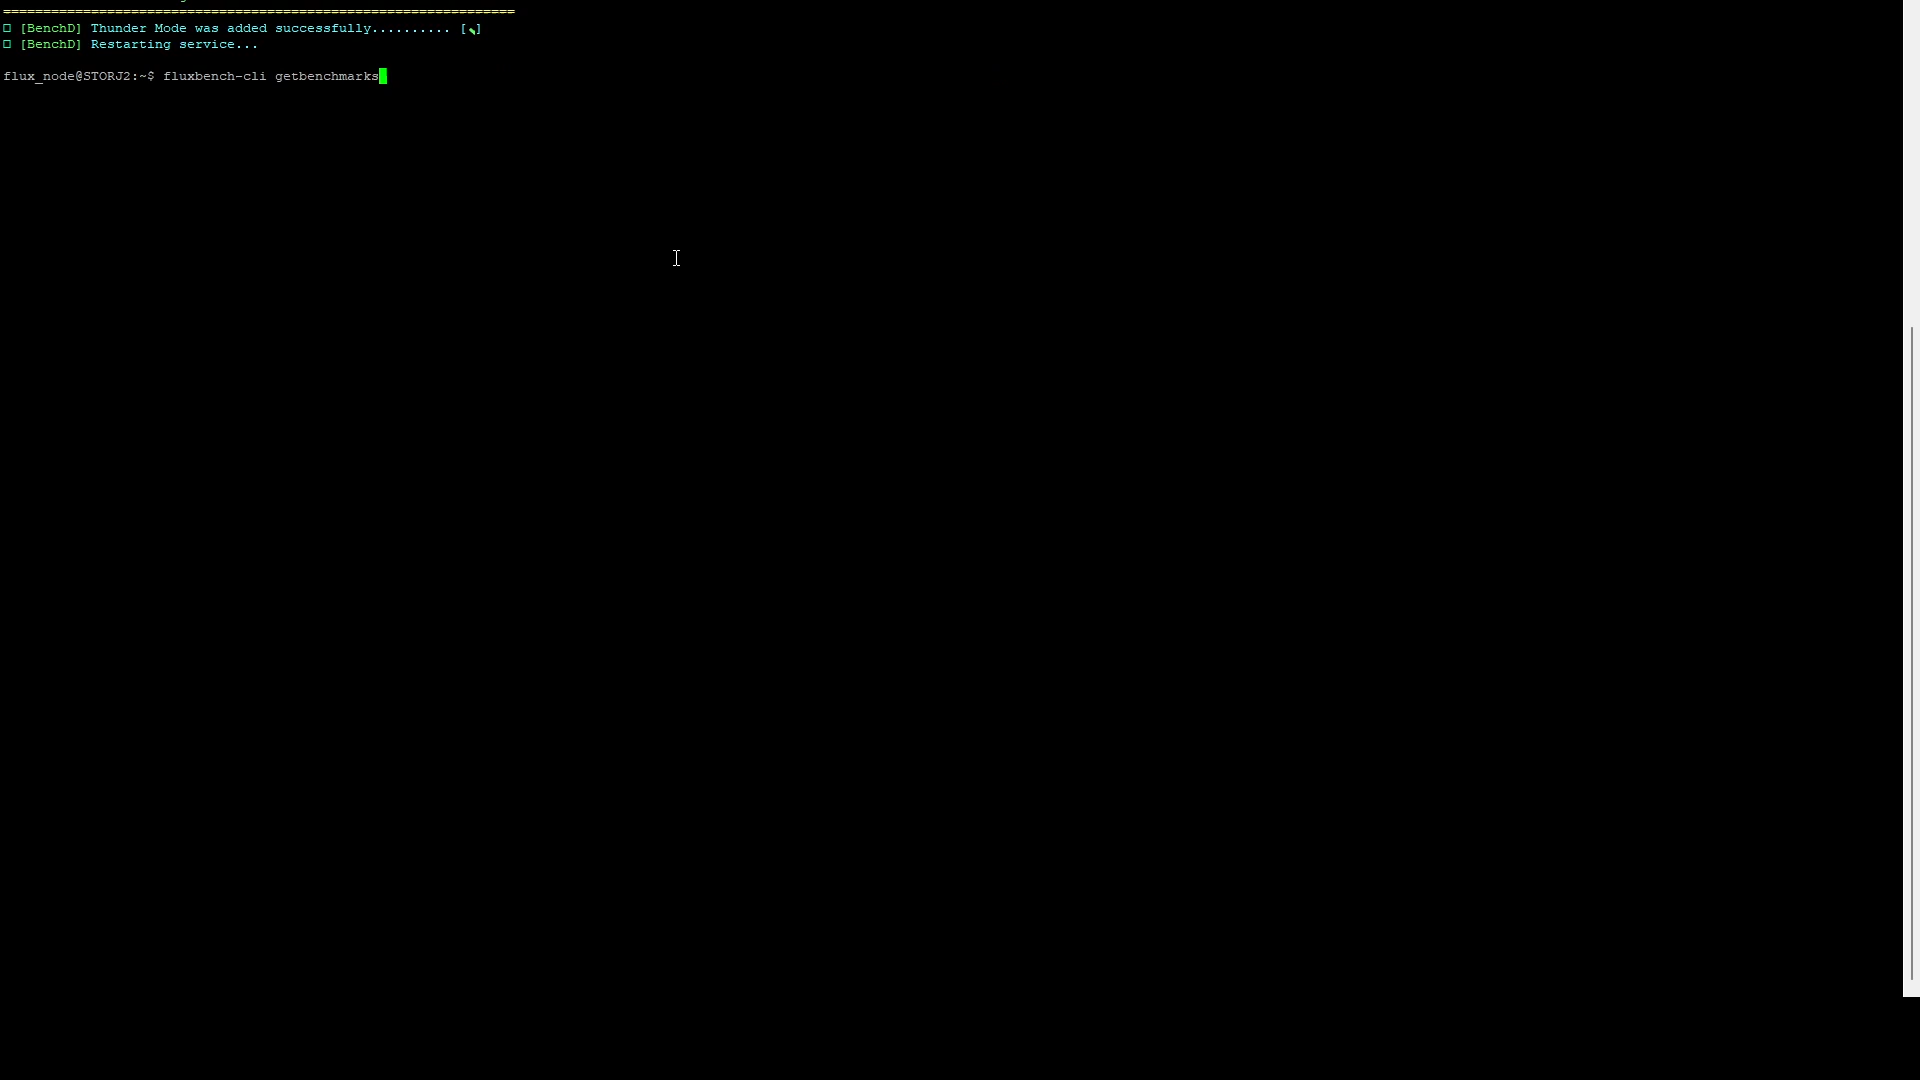 ================================================================
□ [BenchD] Thunder Mode was added successfully.......... [✎]
□ [BenchD] Restarting service...
flux_node@STORJ2:~$ fluxbench-cli getbenchmarks